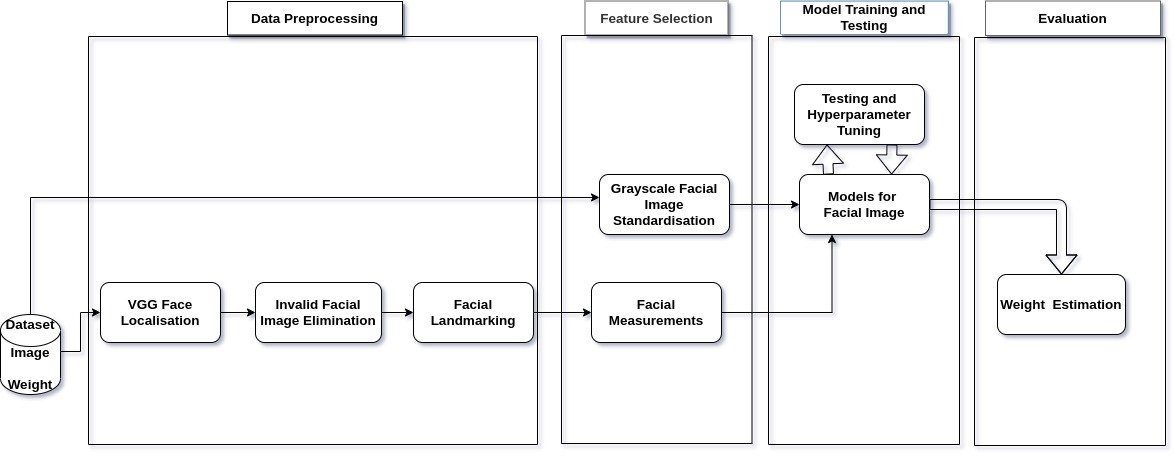 Data Preprocessing
Feature Selection
Model Training and
Testing
Evaluation
Testing and
Hyperparameter
Tuning
Grayscale Facial
Image
Standardisation
Models for
Facial Image
VGG Face
Localisation
Invalid Facial
Image Elimination
Facial
Landmarking
Facial
Measurements
Weight Estimation
Dataset
Image
Weight